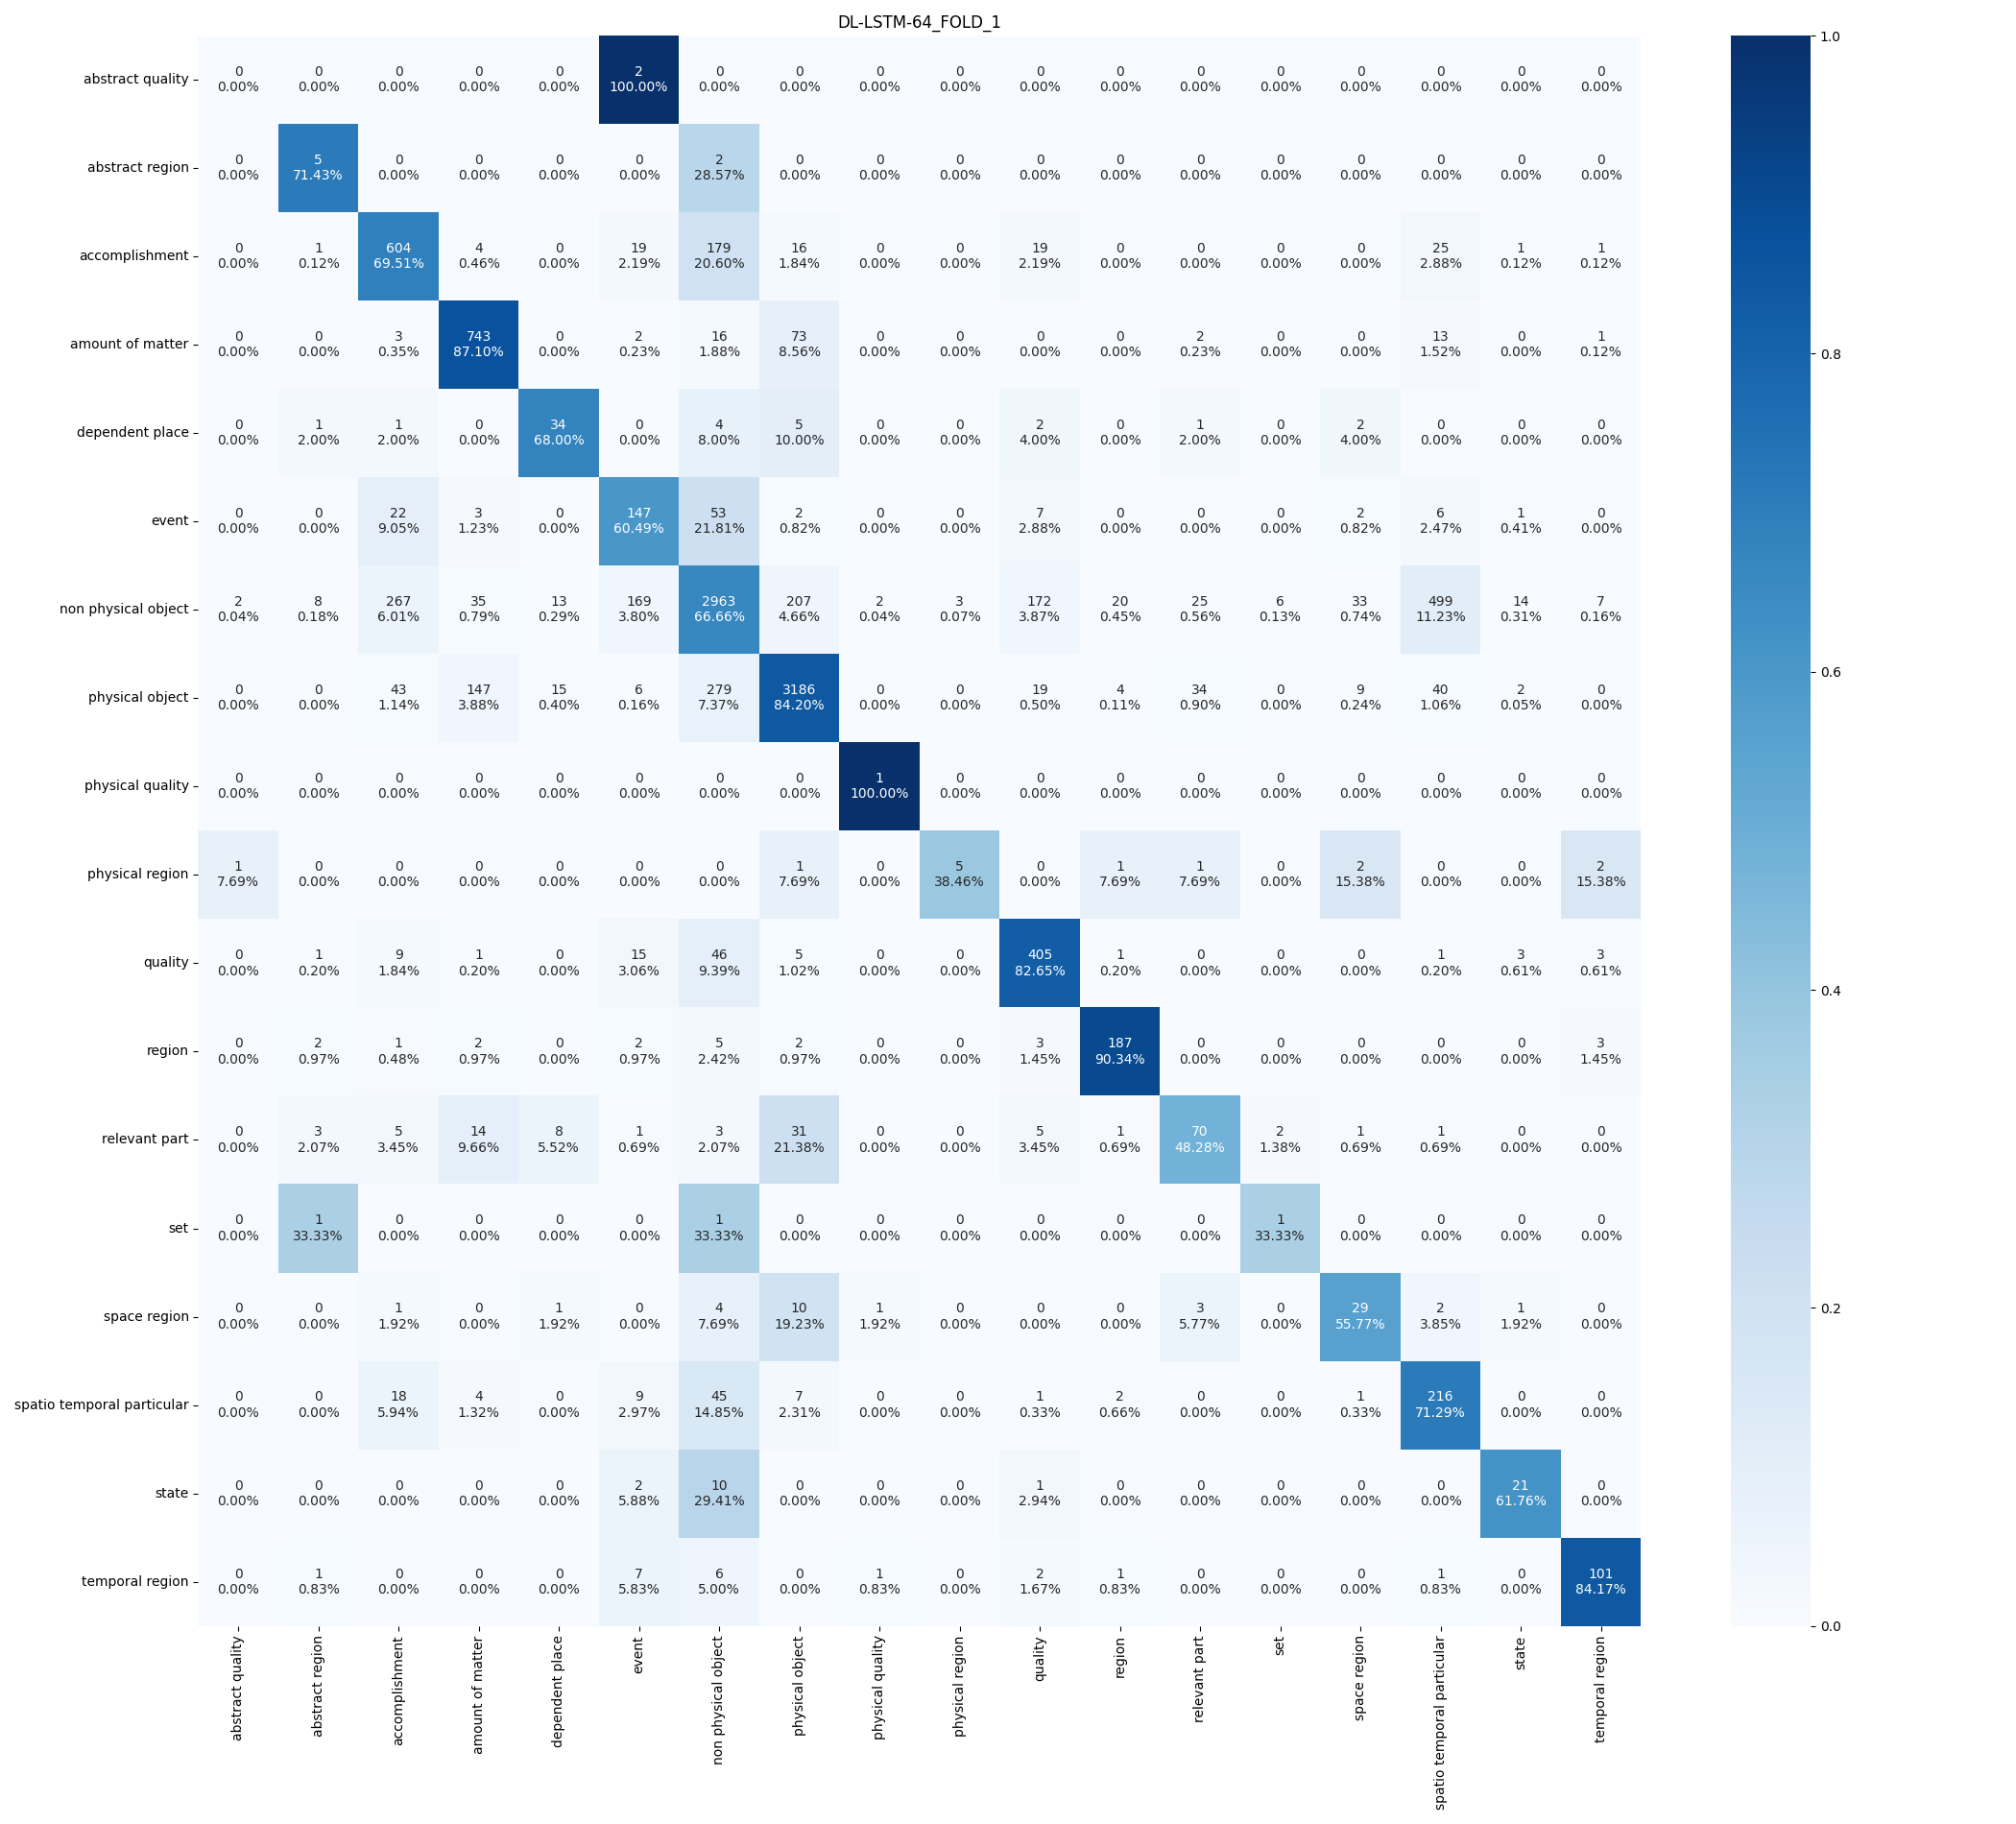 DL-LSTM-64_FOLD_1
abstract quality
0 0 0 0 0 2 0 0 0 0 0 0 0 0 0 0 0 0
0.00% 0.00% 0.00% 0.00% 0.00% 100.00% 0.00% 0.00% 0.00% 0.00% 0.00% 0.00% 0.00% 0.00% 0.00% 0.00% 0.00% 0.00%
abstract region
0 5 0 0 0 0 2 0 0 0 0 0 0 0 0 0 0 0
0.00% 71.43% 0.00% 0.00% 0.00% 0.00% 28.57% 0.00% 0.00% 0.00% 0.00% 0.00% 0.00% 0.00% 0.00% 0.00% 0.00% 0.00%
accomplishment
0 1 604 4 0 19 179 16 0 0 19 0 0 0 0 25 1 1
0.00% 0.12% 69.51% 0.46% 0.00% 2.19% 20.60% 1.84% 0.00% 0.00% 2.19% 0.00% 0.00% 0.00% 0.00% 2.88% 0.12% 0.12%
amount of matter
0 0 3 743 0 2 16 73 0 0 0 0 2 0 0 13 0 1
0.00% 0.00% 0.35% 87.10% 0.00% 0.23% 1.88% 8.56% 0.00% 0.00% 0.00% 0.00% 0.23% 0.00% 0.00% 1.52% 0.00% 0.12%
dependent place
0 1 1 0 34 0 4 5 0 0 2 0 1 0 2 0 0 0
0.00% 2.00% 2.00% 0.00% 68.00% 0.00% 8.00% 10.00% 0.00% 0.00% 4.00% 0.00% 2.00% 0.00% 4.00% 0.00% 0.00% 0.00%
event
0 0 22 3 0 147 53 2 0 0 7 0 0 0 2 6 1 0
0.00% 0.00% 9.05% 1.23% 0.00% 60.49% 21.81% 0.82% 0.00% 0.00% 2.88% 0.00% 0.00% 0.00% 0.82% 2.47% 0.41% 0.00%
non physical object
2 8 267 35 13 169 2963 207 2 3 172 20 25 6 33 499 14 7
0.04% 0.18% 6.01% 0.79% 0.29% 3.80% 66.66% 4.66% 0.04% 0.07% 3.87% 0.45% 0.56% 0.13% 0.74% 11.23% 0.31% 0.16%
physical object
0 0 43 147 15 6 279 3186 0 0 19 4 34 0 9 40 2 0
0.00% 0.00% 1.14% 3.88% 0.40% 0.16% 7.37% 84.20% 0.00% 0.00% 0.50% 0.11% 0.90% 0.00% 0.24% 1.06% 0.05% 0.00%
physical quality
0 0 0 0 0 0 0 0 1 0 0 0 0 0 0 0 0 0
0.00% 0.00% 0.00% 0.00% 0.00% 0.00% 0.00% 0.00% 100.00% 0.00% 0.00% 0.00% 0.00% 0.00% 0.00% 0.00% 0.00% 0.00%
physical region
1 0 0 0 0 0 0 1 0 5 0 1 1 0 2 0 0 2
7.69% 0.00% 0.00% 0.00% 0.00% 0.00% 0.00% 7.69% 0.00% 38.46% 0.00% 7.69% 7.69% 0.00% 15.38% 0.00% 0.00% 15.38%
quality
0 1 9 1 0 15 46 5 0 0 405 1 0 0 0 1 3 3
0.00% 0.20% 1.84% 0.20% 0.00% 3.06% 9.39% 1.02% 0.00% 0.00% 82.65% 0.20% 0.00% 0.00% 0.00% 0.20% 0.61% 0.61%
region
0 2 1 2 0 2 5 2 0 0 3 187 0 0 0 0 0 3
0.00% 0.97% 0.48% 0.97% 0.00% 0.97% 2.42% 0.97% 0.00% 0.00% 1.45% 90.34% 0.00% 0.00% 0.00% 0.00% 0.00% 1.45%
relevant part
0 3 5 14 8 1 3 31 0 0 5 1 70 2 1 1 0 0
0.00% 2.07% 3.45% 9.66% 5.52% 0.69% 2.07% 21.38% 0.00% 0.00% 3.45% 0.69% 48.28% 1.38% 0.69% 0.69% 0.00% 0.00%
set
0 1 0 0 0 0 1 0 0 0 0 0 0 1 0 0 0 0
0.00% 33.33% 0.00% 0.00% 0.00% 0.00% 33.33% 0.00% 0.00% 0.00% 0.00% 0.00% 0.00% 33.33% 0.00% 0.00% 0.00% 0.00%
space region
0 0 1 0 1 0 4 10 1 0 0 0 3 0 29 2 1 0
0.00% 0.00% 1.92% 0.00% 1.92% 0.00% 7.69% 19.23% 1.92% 0.00% 0.00% 0.00% 5.77% 0.00% 55.77% 3.85% 1.92% 0.00%
spatio temporal particular
0 0 18 4 0 9 45 7 0 0 1 2 0 0 1 216 0 0
0.00% 0.00% 5.94% 1.32% 0.00% 2.97% 14.85% 2.31% 0.00% 0.00% 0.33% 0.66% 0.00% 0.00% 0.33% 71.29% 0.00% 0.00%
state
0 0 0 0 0 2 10 0 0 0 1 0 0 0 0 0 21 0
0.00% 0.00% 0.00% 0.00% 0.00% 5.88% 29.41% 0.00% 0.00% 0.00% 2.94% 0.00% 0.00% 0.00% 0.00% 0.00% 61.76% 0.00%
temporal region
0 1 0 0 0 7 6 0 1 0 2 1 0 0 0 1 0 101
0.00% 0.83% 0.00% 0.00% 0.00% 5.83% 5.00% 0.00% 0.83% 0.00% 1.67% 0.83% 0.00% 0.00% 0.00% 0.83% 0.00% 84.17%
abstract quality
abstract region
accomplishment
amount of matter
dependent place
event
non physical object
physical object
physical quality
physical region
quality
region
relevant part
set
space region
spatio temporal particular
state
temporal region
1.0
0.8
0.6
0.4
0.2
0.0